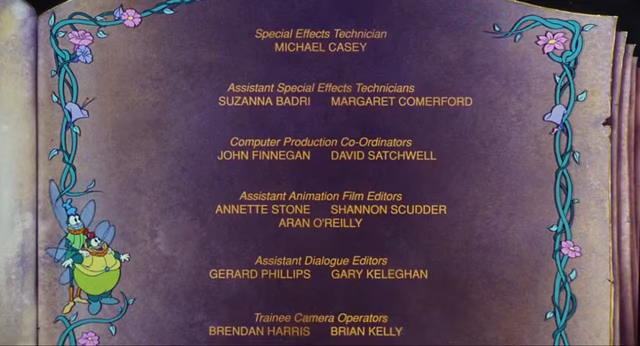 Special Effects Technician
MICHAEL CASEY
Assistant Special Effects Technicians
SUZANNA BADRI MARGARET COMERFORD
Computer Production Co-Ordinators
JOHN FINNEGAN DAVID SATCHWELL
Assistant Animation Film Editors
ANNETTE STONE SHANNON SCUDDER
ARAN O'REILLY
Assistant Dialogue Editors
GERARD PHILLIPS GARY KELEGHAN
Trainee Camera Operators
BRENDAN HARRIS BRIAN KELLY